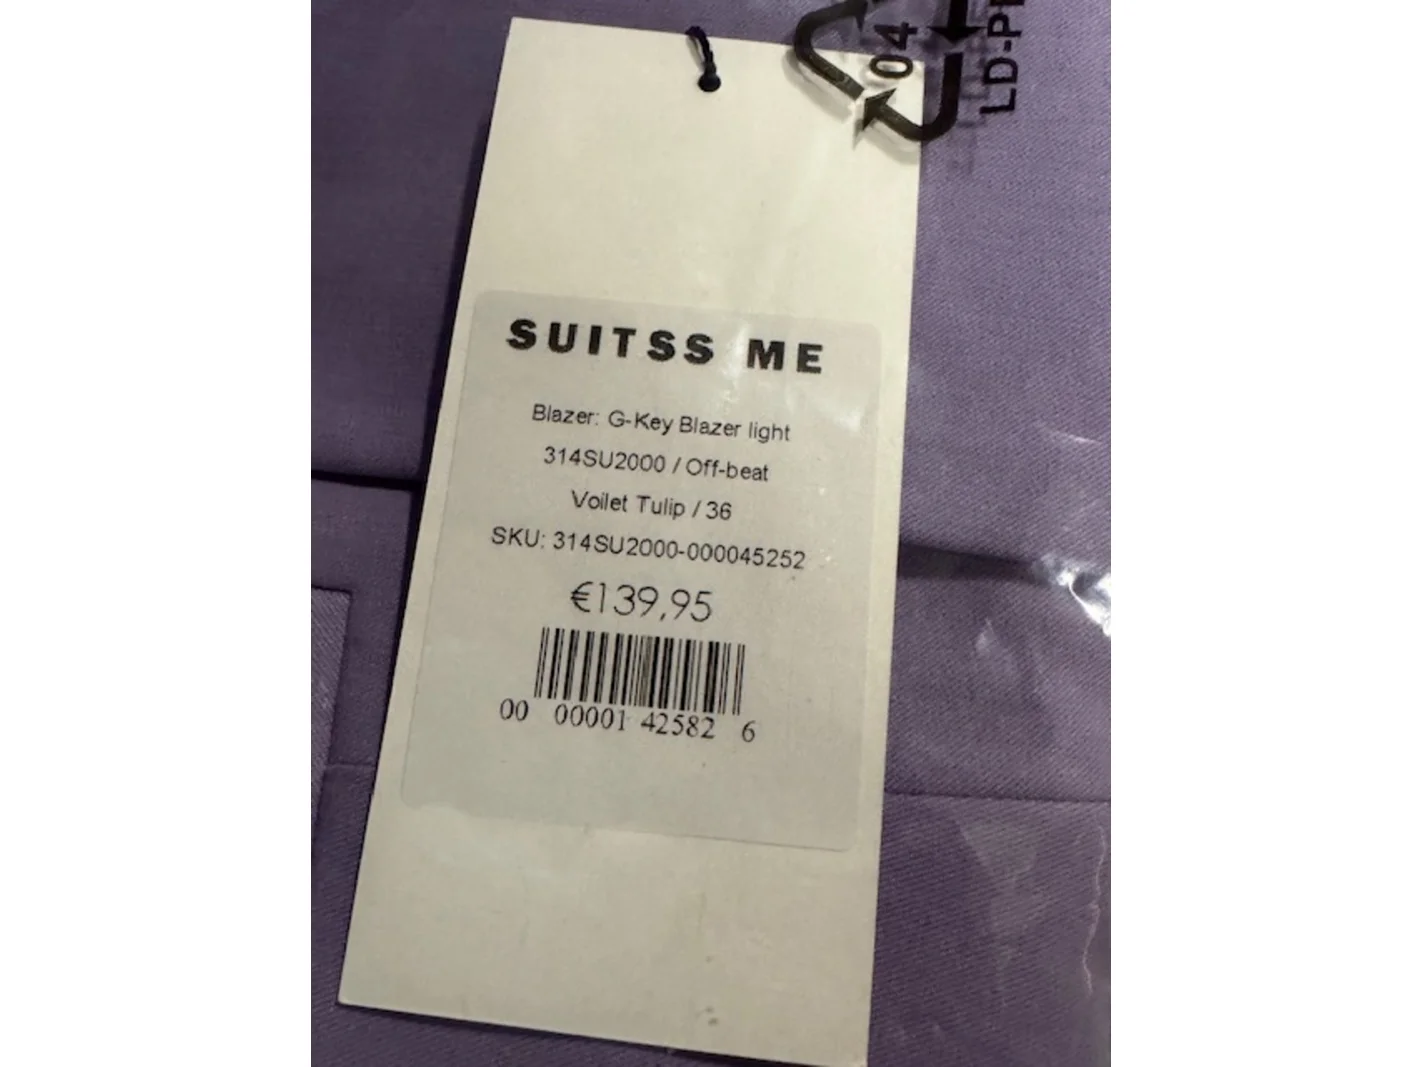 04
LD-P
SUITSS ME
Blazer: G-Key Blazer light
314SU2000 / Off-beat
Voilet Tulip / 36
SKU: 314SU2000-000045252
€139,95
00 00001 42582 6